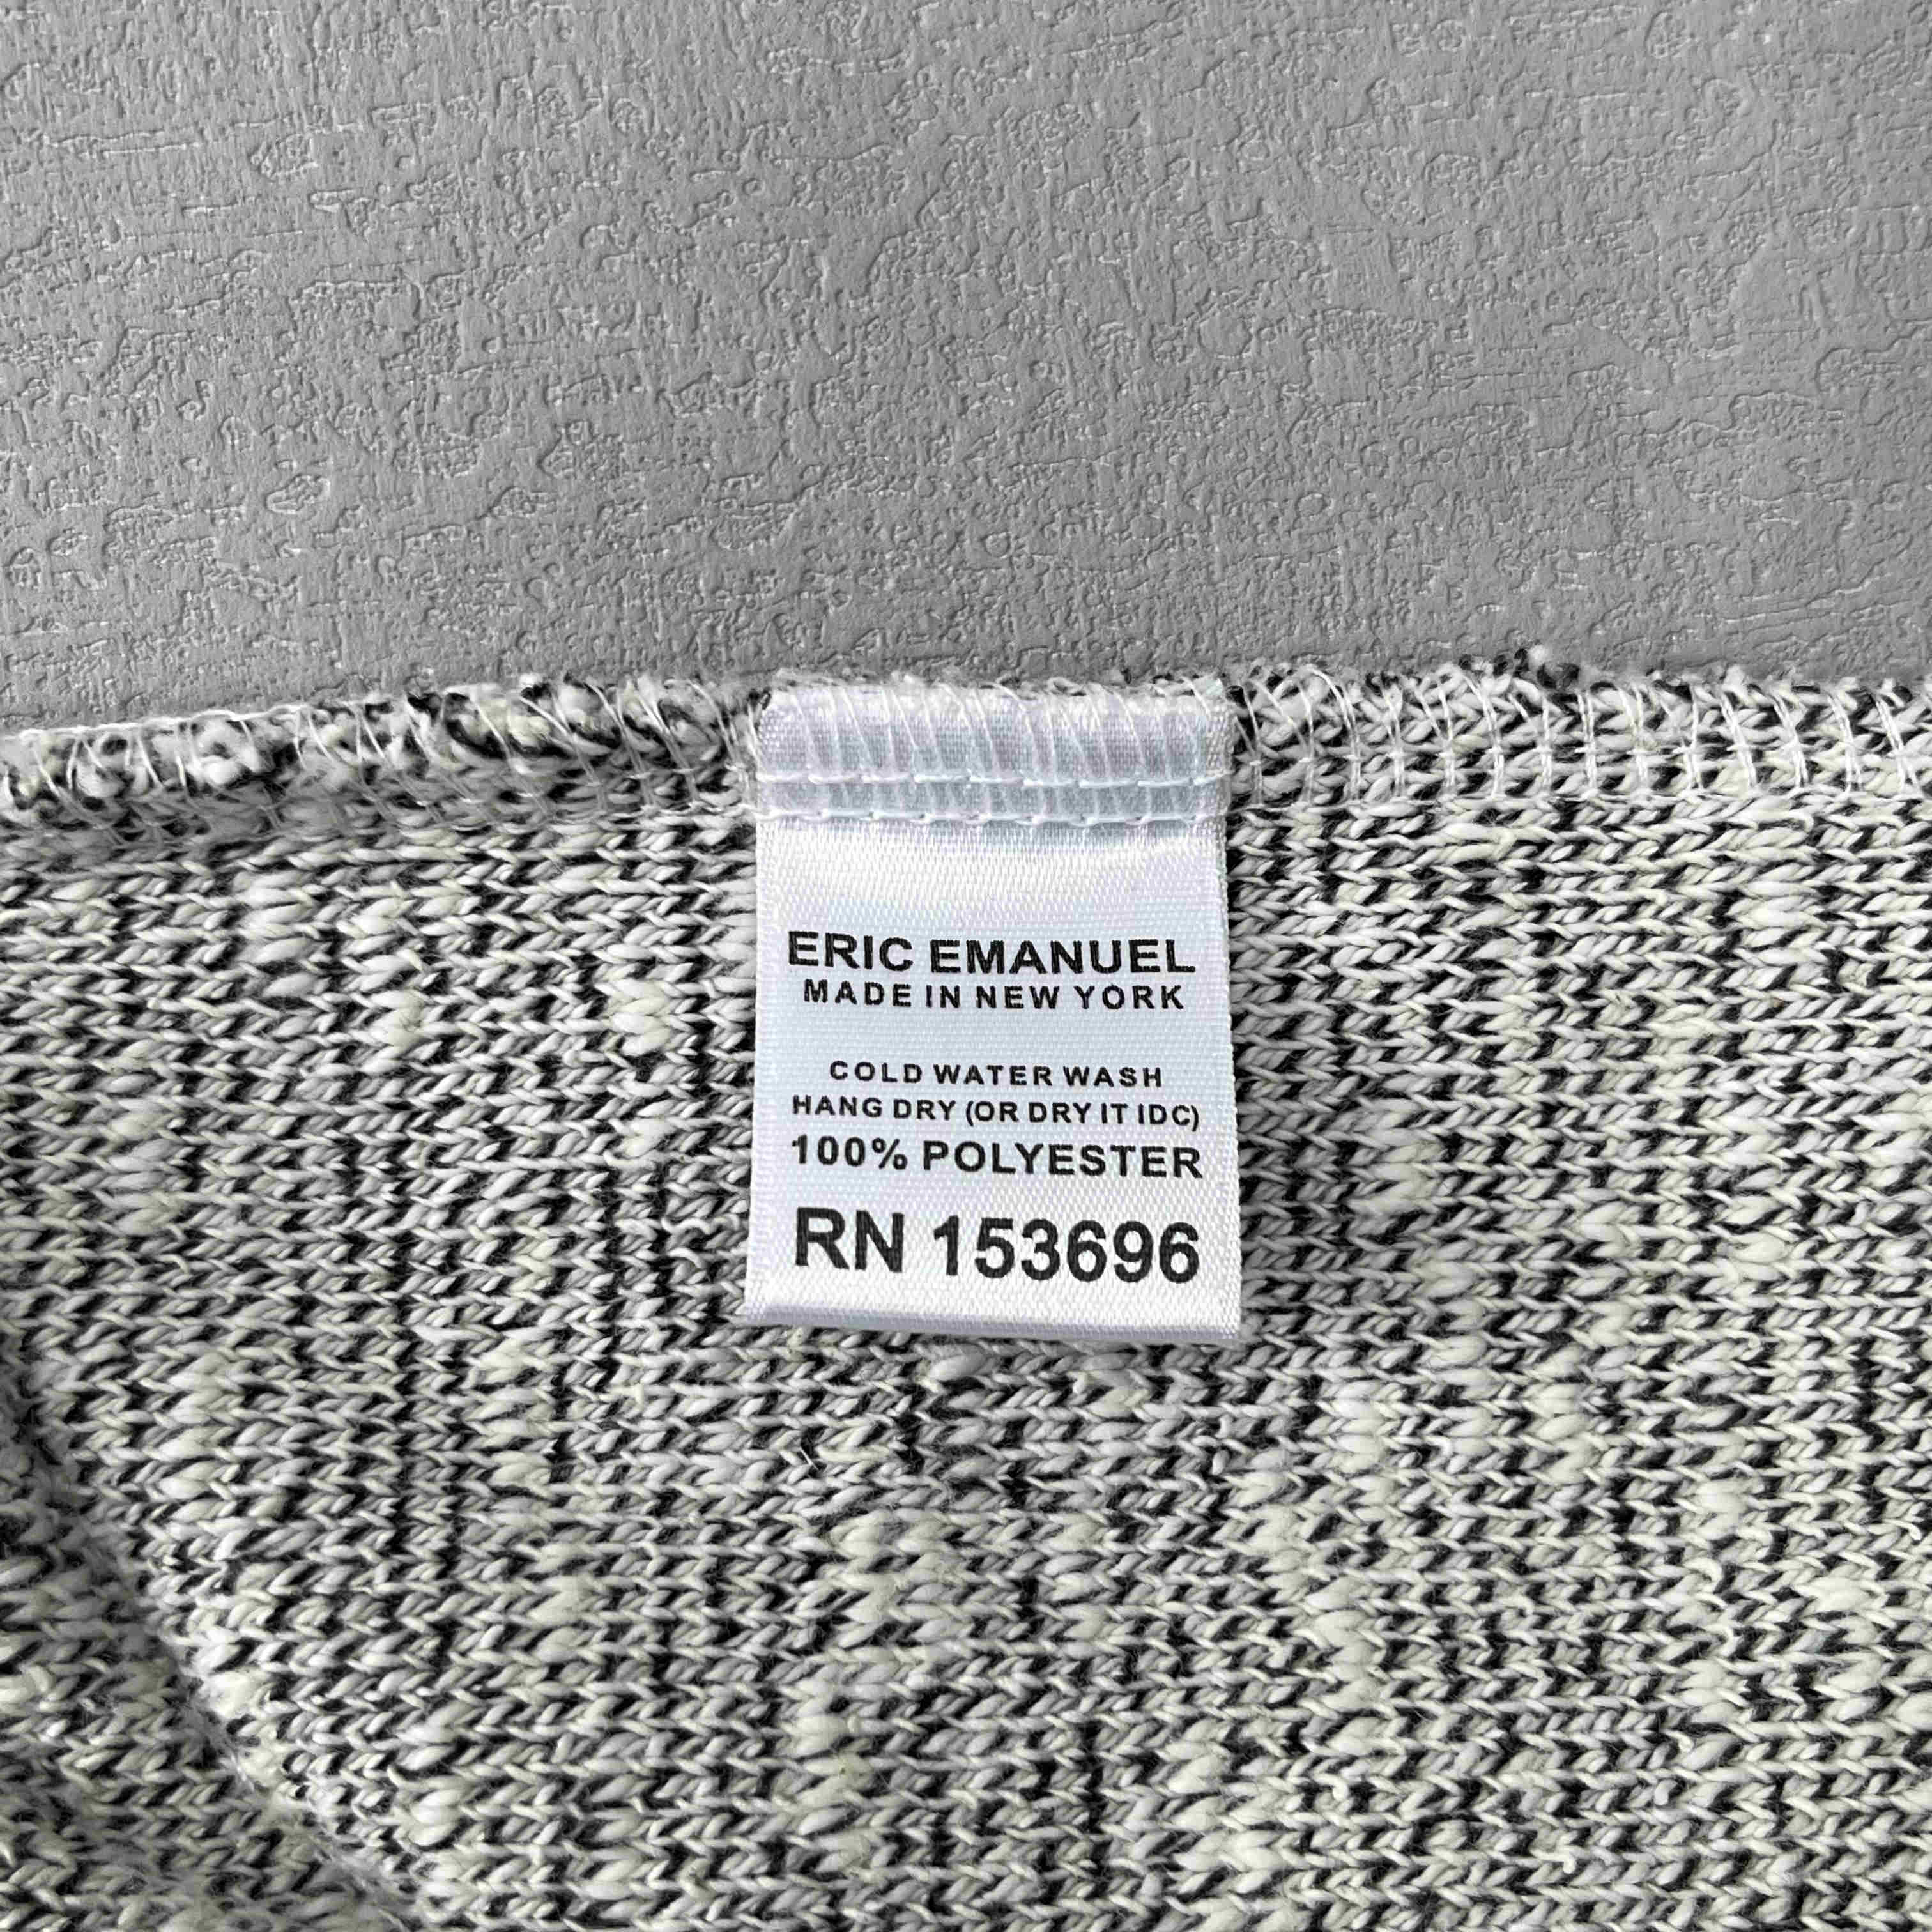 ERIC EMANUEL
MADE IN NEW YORK
COLD WATER WASH
HANG DRY (OR DRY IT IDC)
100% POLYESTER
RN 153696